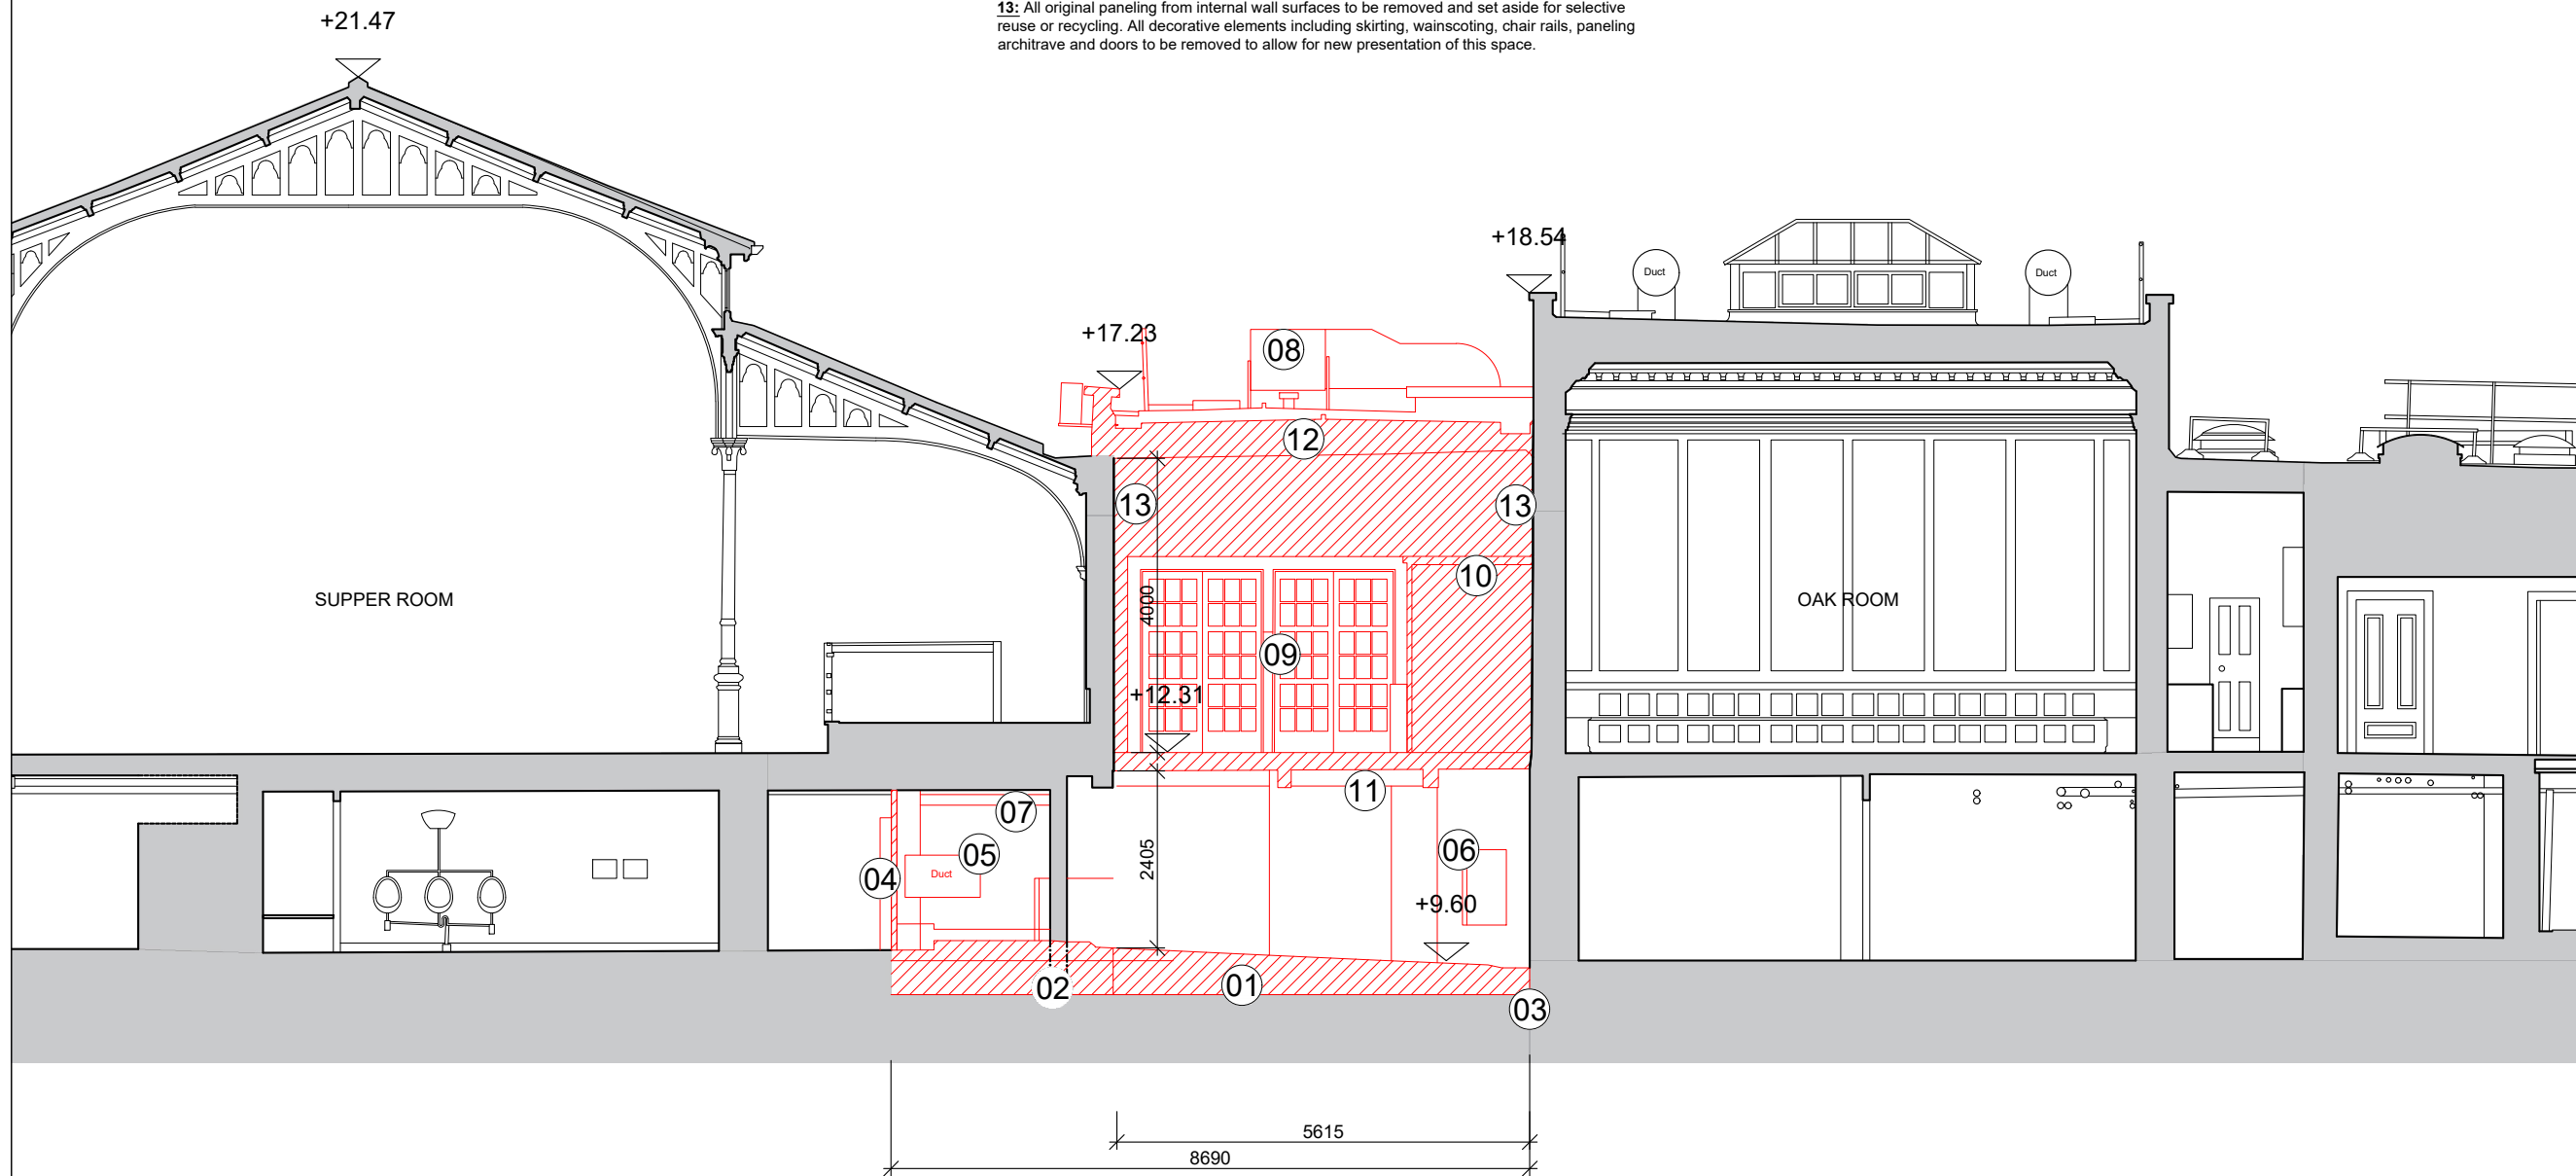 13: All original paneling from internal wall surfaces to be removed and set aside for selective
reuse or recycling. All decorative elements including skirting, wainscoting, chair rails, paneling
architrave and doors to be removed to allow for new presentation of this space.
+21.47
+18.54
Duct
Duct
+17.23
08
12
13
13
10
4000
SUPPER ROOM
OAK ROOM
09
+12.31
11
07
05
06
2405
04
Duct
+9.60
02
01
03
5615
8690